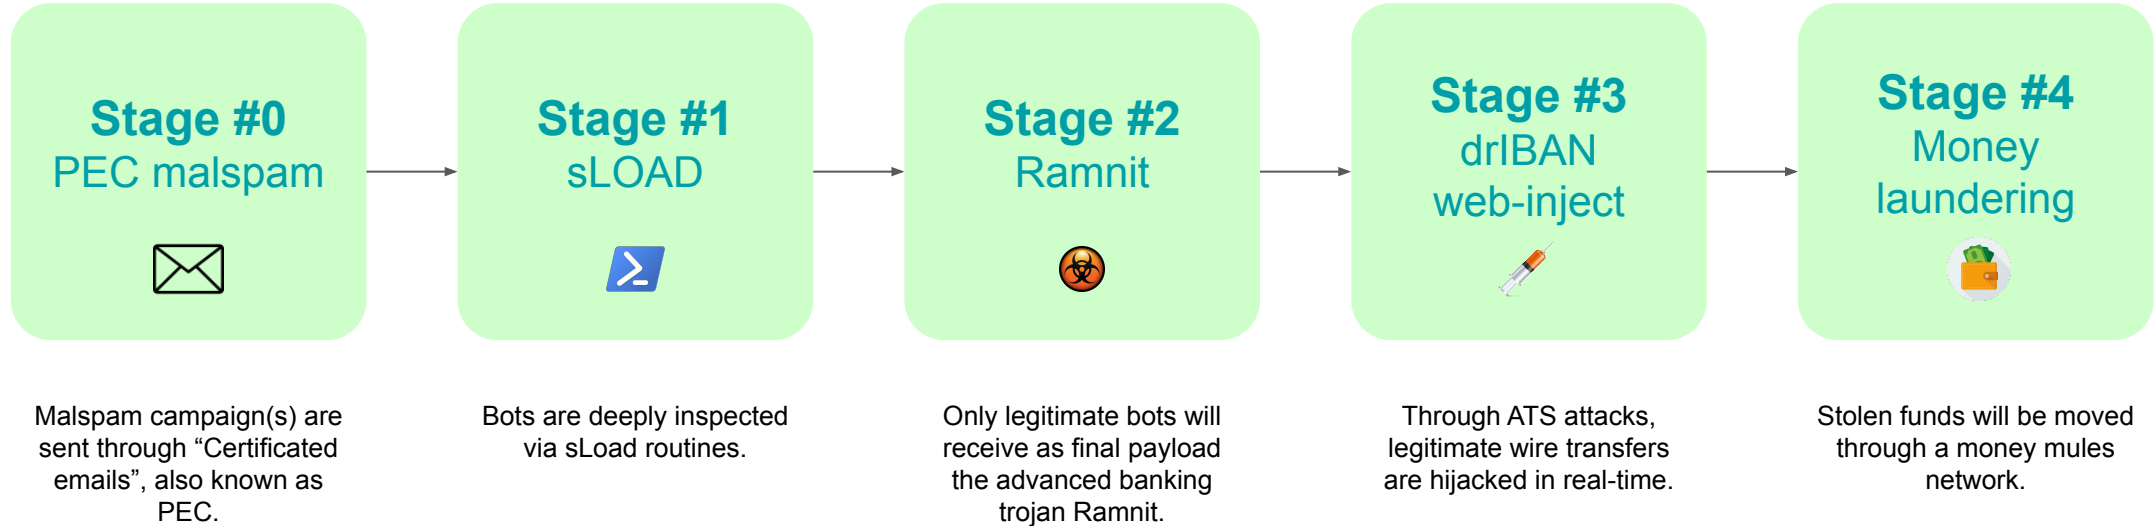 Stage #0
PEC malspam
Stage #1
sLOAD
Stage #2
Ramnit
Stage #3
drIBAN
web-inject
Stage #4
Money
laundering
Malspam campaign(s) are
sent through “Certificated
emails”, also known as
PEC.
Bots are deeply inspected
via sLoad routines.
Only legitimate bots will
receive as final payload
the advanced banking
trojan Ramnit.
Through ATS attacks,
legitimate wire transfers
are hijacked in real-time.
Stolen funds will be moved
through a money mules
network.